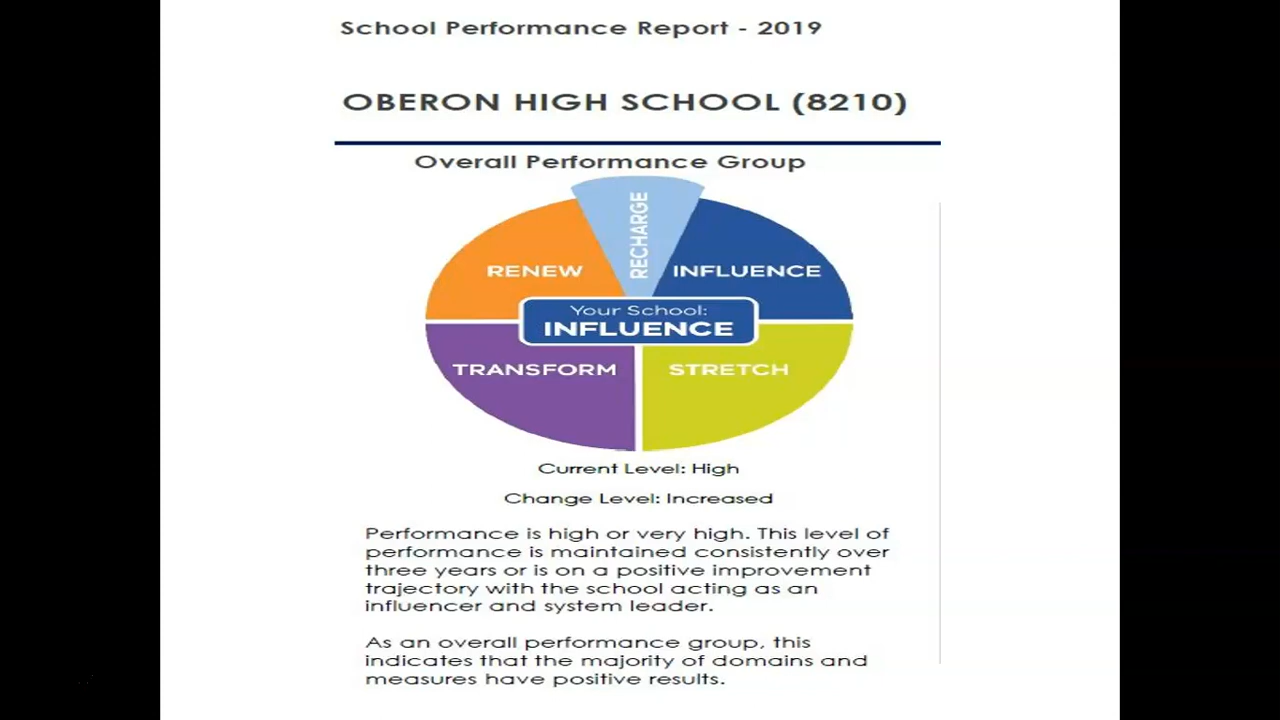 School Performance Report - 2019
OBERON HIGH SCHOOL (8210)
Overall Performance Group
RECHARGE
RENEW
INFLUENCE
Your School:
INFLUENCE
TRANSFORM
STRETCH
Current Level: High
Change Level: Increased
Performance is high or very high. This level of
performance is maintained consistently over
three years or is on a positive improvement
trajectory with the school acting as an
influencer and system leader.
As an overall performance group, this
indicates that the majority of domains and
measures have positive results.